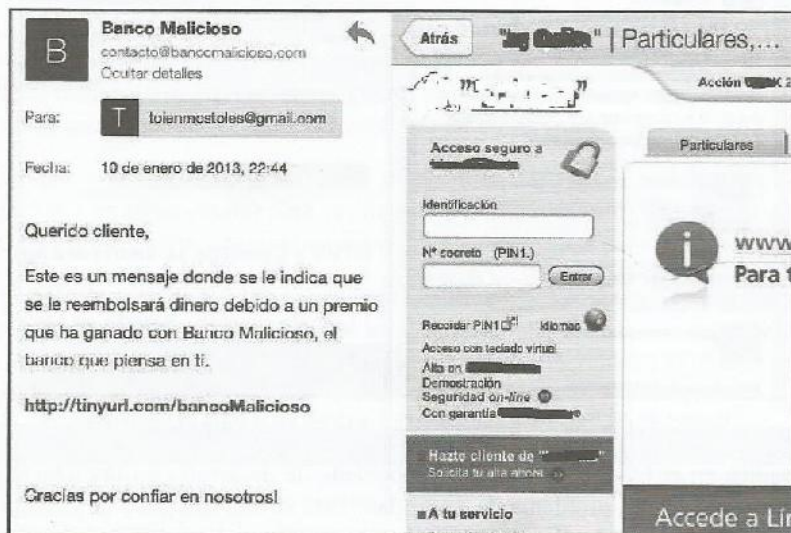 B
Banco Malicioso
contacto@bancomalicioso.com
Ocultar detalles
Para:
T
toienmostoles@gmail.com
Fecha:
10 de enero de 2013, 22:44
Querido cliente,
Este es un mensaje donde se le indica que
se le reembolsará dinero debido a un premio
que ha ganado con Banco Malicioso, el
banco que piensa en tí.
http://tinyurl.com/bancoMalicioso
Gracias por confiar en nosotros!
Atrás
| Particulares,...
Acción
Particulares
Acceso seguro a
Identificación
Nº secreto (PIN1.)
Entrar
Recordar PIN1
Idiomas
Acceso con teclado virtual
Alta en
Demostración
Seguridad on-line
Con garantía
Hazte cliente de "
Solicita tu alta ahora
A tu servicio
i
www
Para t
Accede a Lín